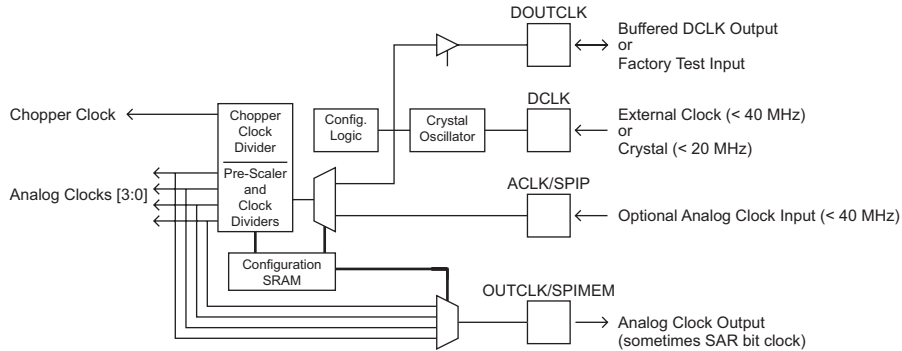 DOUTCLK
Buffered DCLK Output
or
Factory Test Input
DCLK
External Clock (< 40 MHz)
or
Crystal (< 20 MHz)
Chopper Clock
Chopper
Clock
Divider
Config.
Logic
Crystal
Oscillator
Pre-Scaler
and
Clock
Dividers
Analog Clocks [3:0]
ACLK/SPIP
Optional Analog Clock Input (< 40 MHz)
Configuration
SRAM
OUTCLK/SPIMEM
Analog Clock Output
(sometimes SAR bit clock)